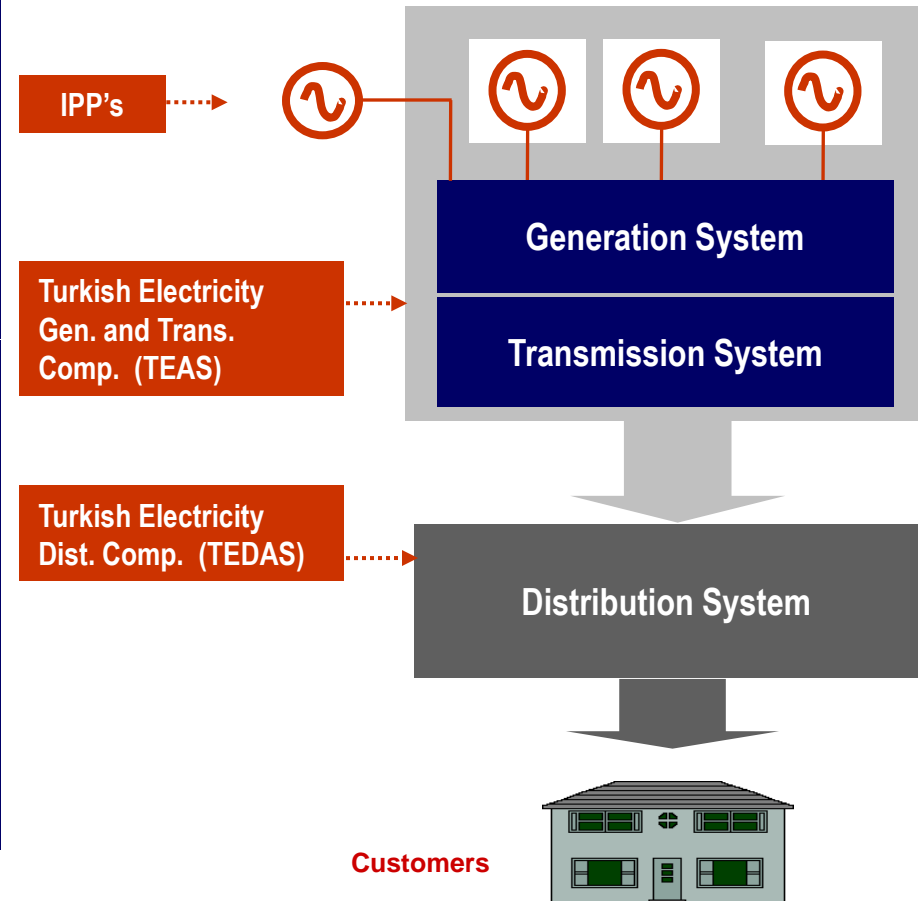 IPP's
Generation System
Turkish Electricity
Gen. and Trans.
Comp. (TEAS)
Transmission System
Turkish Electricity
Dist. Comp. (TEDAS)
Distribution System
Customers